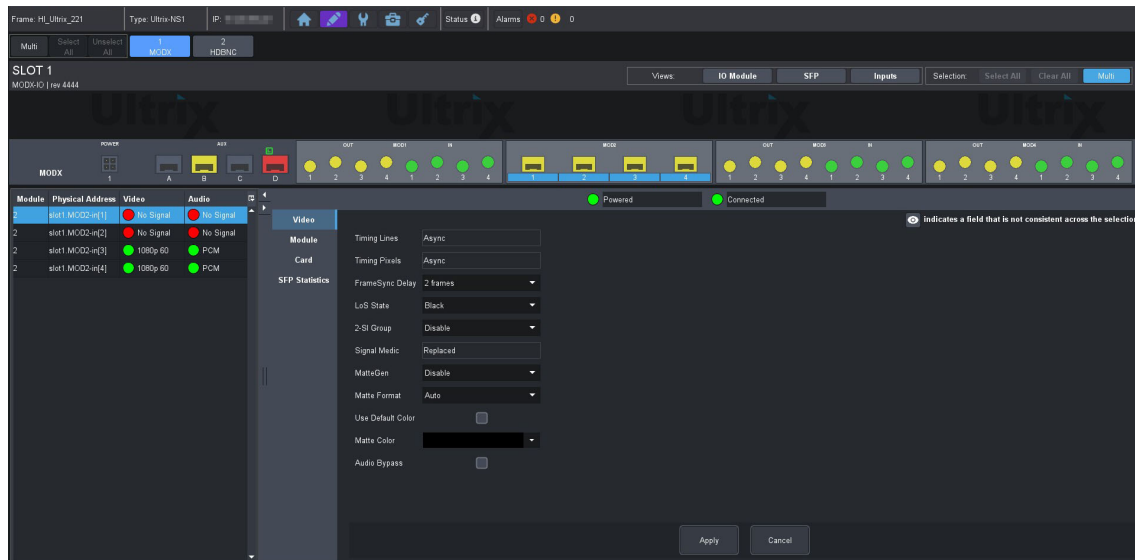 Frame: HI_Ultrix_221 Type: Ultrix-NS1 IP: Status Alarms 0 0
Multi Select All Unselect All 1 MODX 2 HDBNC
SLOT 1
MODX-IO | rev 4444
Views: IO Module SFP Inputs Selection: Select All Clear All Multi
Ultrix Ultrix Ultrix Ultrix
POWER AUX OUT MOD1 IN MOD2 OUT MOD3 IN OUT MOD4 IN
MODX 1 A B C D 1 2 3 4 1 2 3 4 1 2 3 4 1 2 3 4 1 2 3 4 1 2 3 4 1 2 3 4
Module Physical Address Video Audio
Powered Connected
2 slot1.MOD2-in[1] No Signal No Signal
2 slot1.MOD2-in[2] No Signal No Signal
2 slot1.MOD2-in[3] 1080p 60 PCM
2 slot1.MOD2-in[4] 1080p 60 PCM
Video
Module
Card
SFP Statistics
indicates a field that is not consistent across the selection
Timing Lines Async
Timing Pixels Async
FrameSync Delay 2 frames
LoS State Black
2-SI Group Disable
Signal Medic Replaced
MatteGen Disable
Matte Format Auto
Use Default Color
Matte Color
Audio Bypass
Apply Cancel